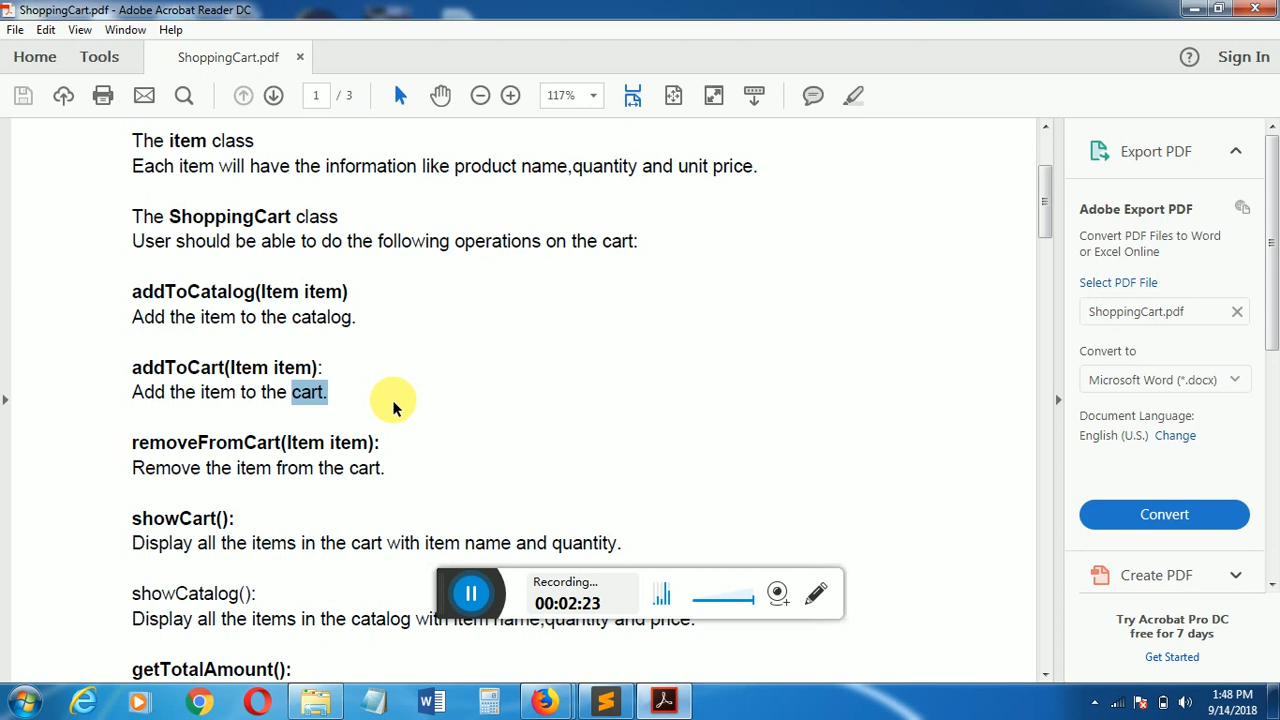 ShoppingCart.pdf - Adobe Acrobat Reader DC
File Edit View Window Help
Home Tools ShoppingCart.pdf × ? Sign In
1 / 3 117%
The item class
Each item will have the information like product name,quantity and unit price.
The ShoppingCart class
User should be able to do the following operations on the cart:
addToCatalog(Item item)
Add the item to the catalog.
addToCart(Item item):
Add the item to the cart.
removeFromCart(Item item):
Remove the item from the cart.
showCart():
Display all the items in the cart with item name and quantity.
showCatalog():
Display all the items in the catalog with item name,quantity and price.
getTotalAmount():
Recording...
00:02:23
Export PDF
Adobe Export PDF
Convert PDF Files to Word
or Excel Online
Select PDF File
ShoppingCart.pdf
Convert to
Microsoft Word (*.docx)
Document Language:
English (U.S.) Change
Convert
Create PDF
Try Acrobat Pro DC
free for 7 days
Learn More
1:48 PM
9/14/2018